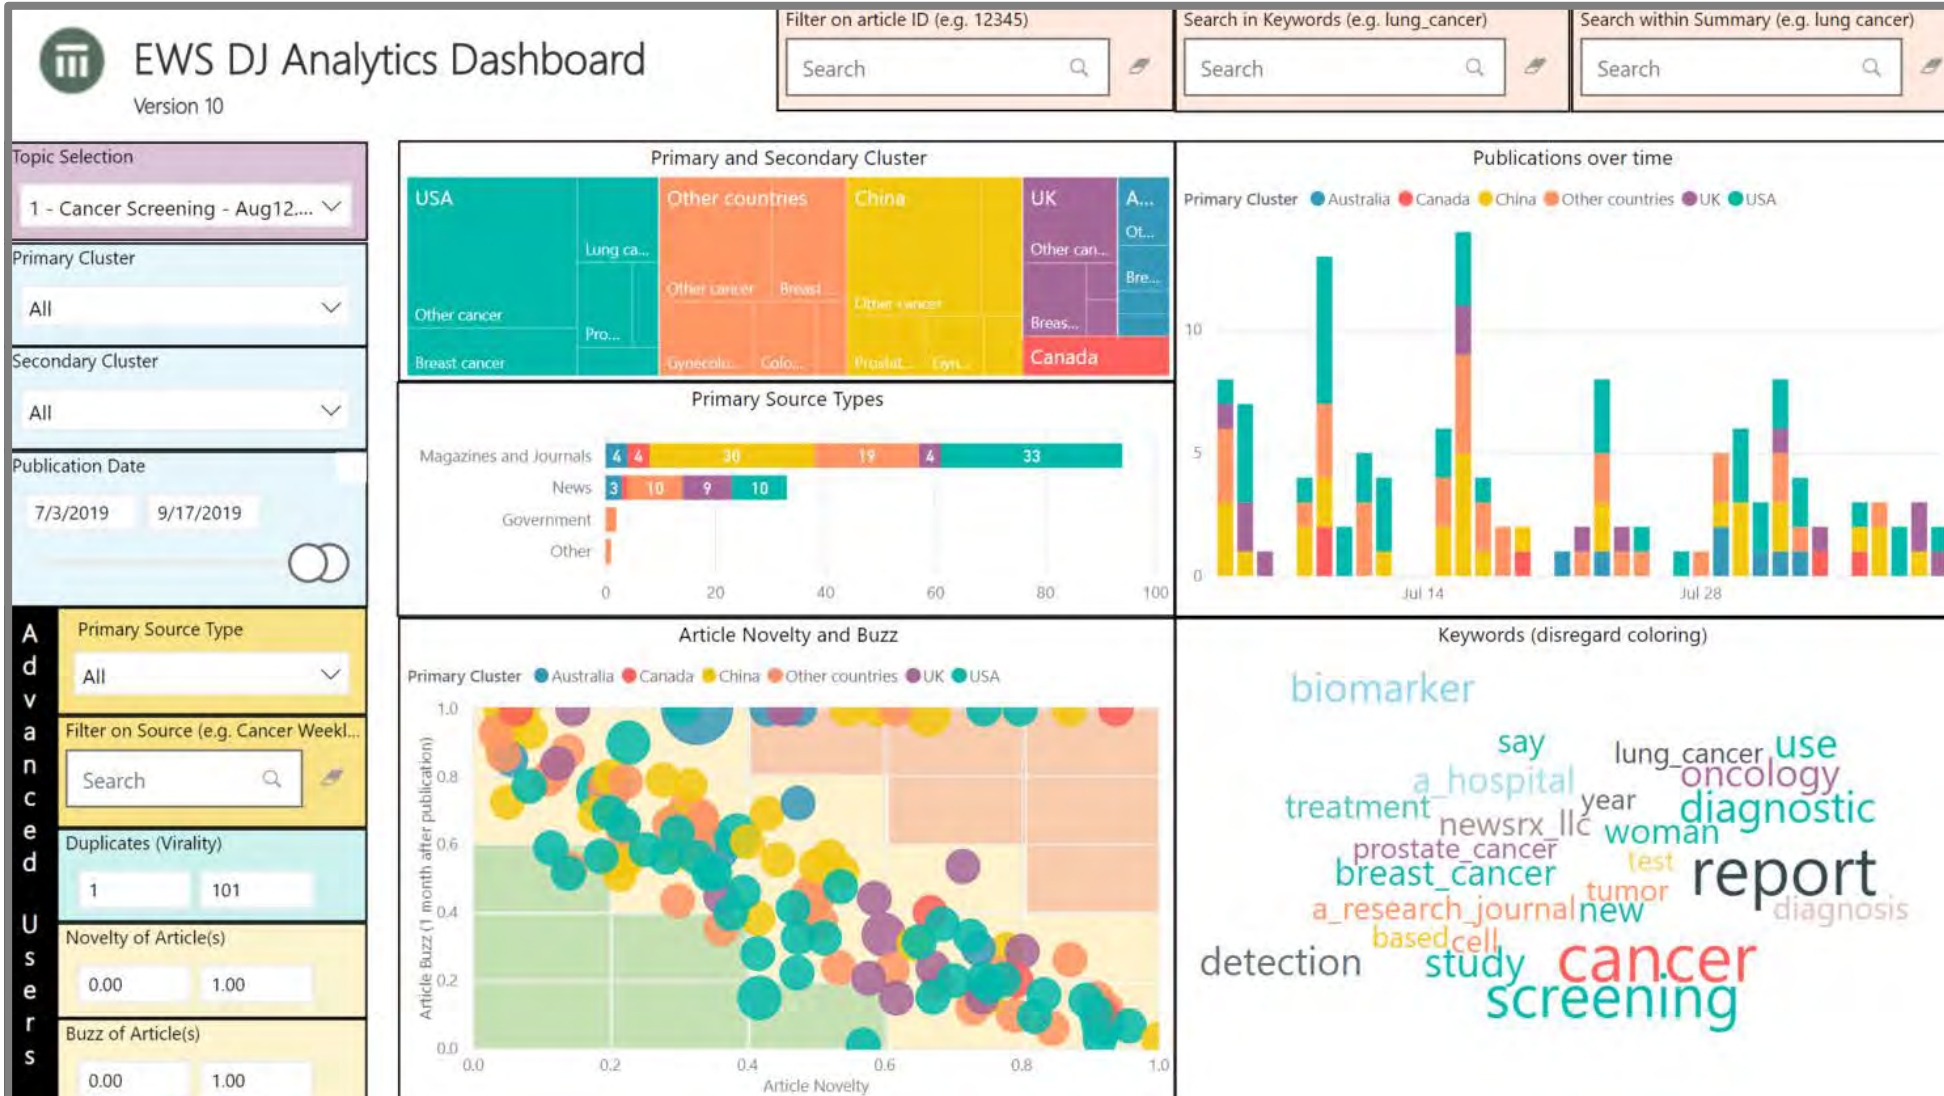 EWS DJ Analytics Dashboard
Version 10
Filter on article ID (e.g. 12345)
Search
Search in Keywords (e.g. lung_cancer)
Search
Search within Summary (e.g. lung cancer)
Search
Topic Selection
1 - Cancer Screening - Aug12....
Primary Cluster
All
Secondary Cluster
All
Publication Date
7/3/2019 9/17/2019
Advanced Users
Primary Source Type
All
Filter on Source (e.g. Cancer Weekl...
Search
Duplicates (Virality)
1 101
Novelty of Article(s)
0.00 1.00
Buzz of Article(s)
0.00 1.00
Primary and Secondary Cluster
USA
Lung ca...
Other cancer
Pro...
Breast cancer
Other countries
Other cancer
Breast...
Gynecolo...
Colo...
China
Other cancer
Prostat...
Gyn...
UK
Other can...
Breas...
A...
Ot...
Bre...
Canada
Primary Source Types
Magazines and Journals 4 4 30 19 4 33
News 3 10 9 10
Government
Other
0 20 40 60 80 100
Publications over time
Primary Cluster Australia Canada China Other countries UK USA
10
5
0
Jul 14 Jul 28
Article Novelty and Buzz
Primary Cluster Australia Canada China Other countries UK USA
Article Buzz (1 month after publication)
1.0
0.8
0.6
0.4
0.2
0.0
0.0 0.2 0.4 0.6 0.8 1.0
Article Novelty
Keywords (disregard coloring)
biomarker
say
lung_cancer
use
a_hospital
oncology
treatment
year
diagnostic
newsrx_llc
woman
prostate_cancer
test
breast_cancer
report
tumor
a_research_journal
new
diagnosis
based
cell
detection
study
cancer
screening